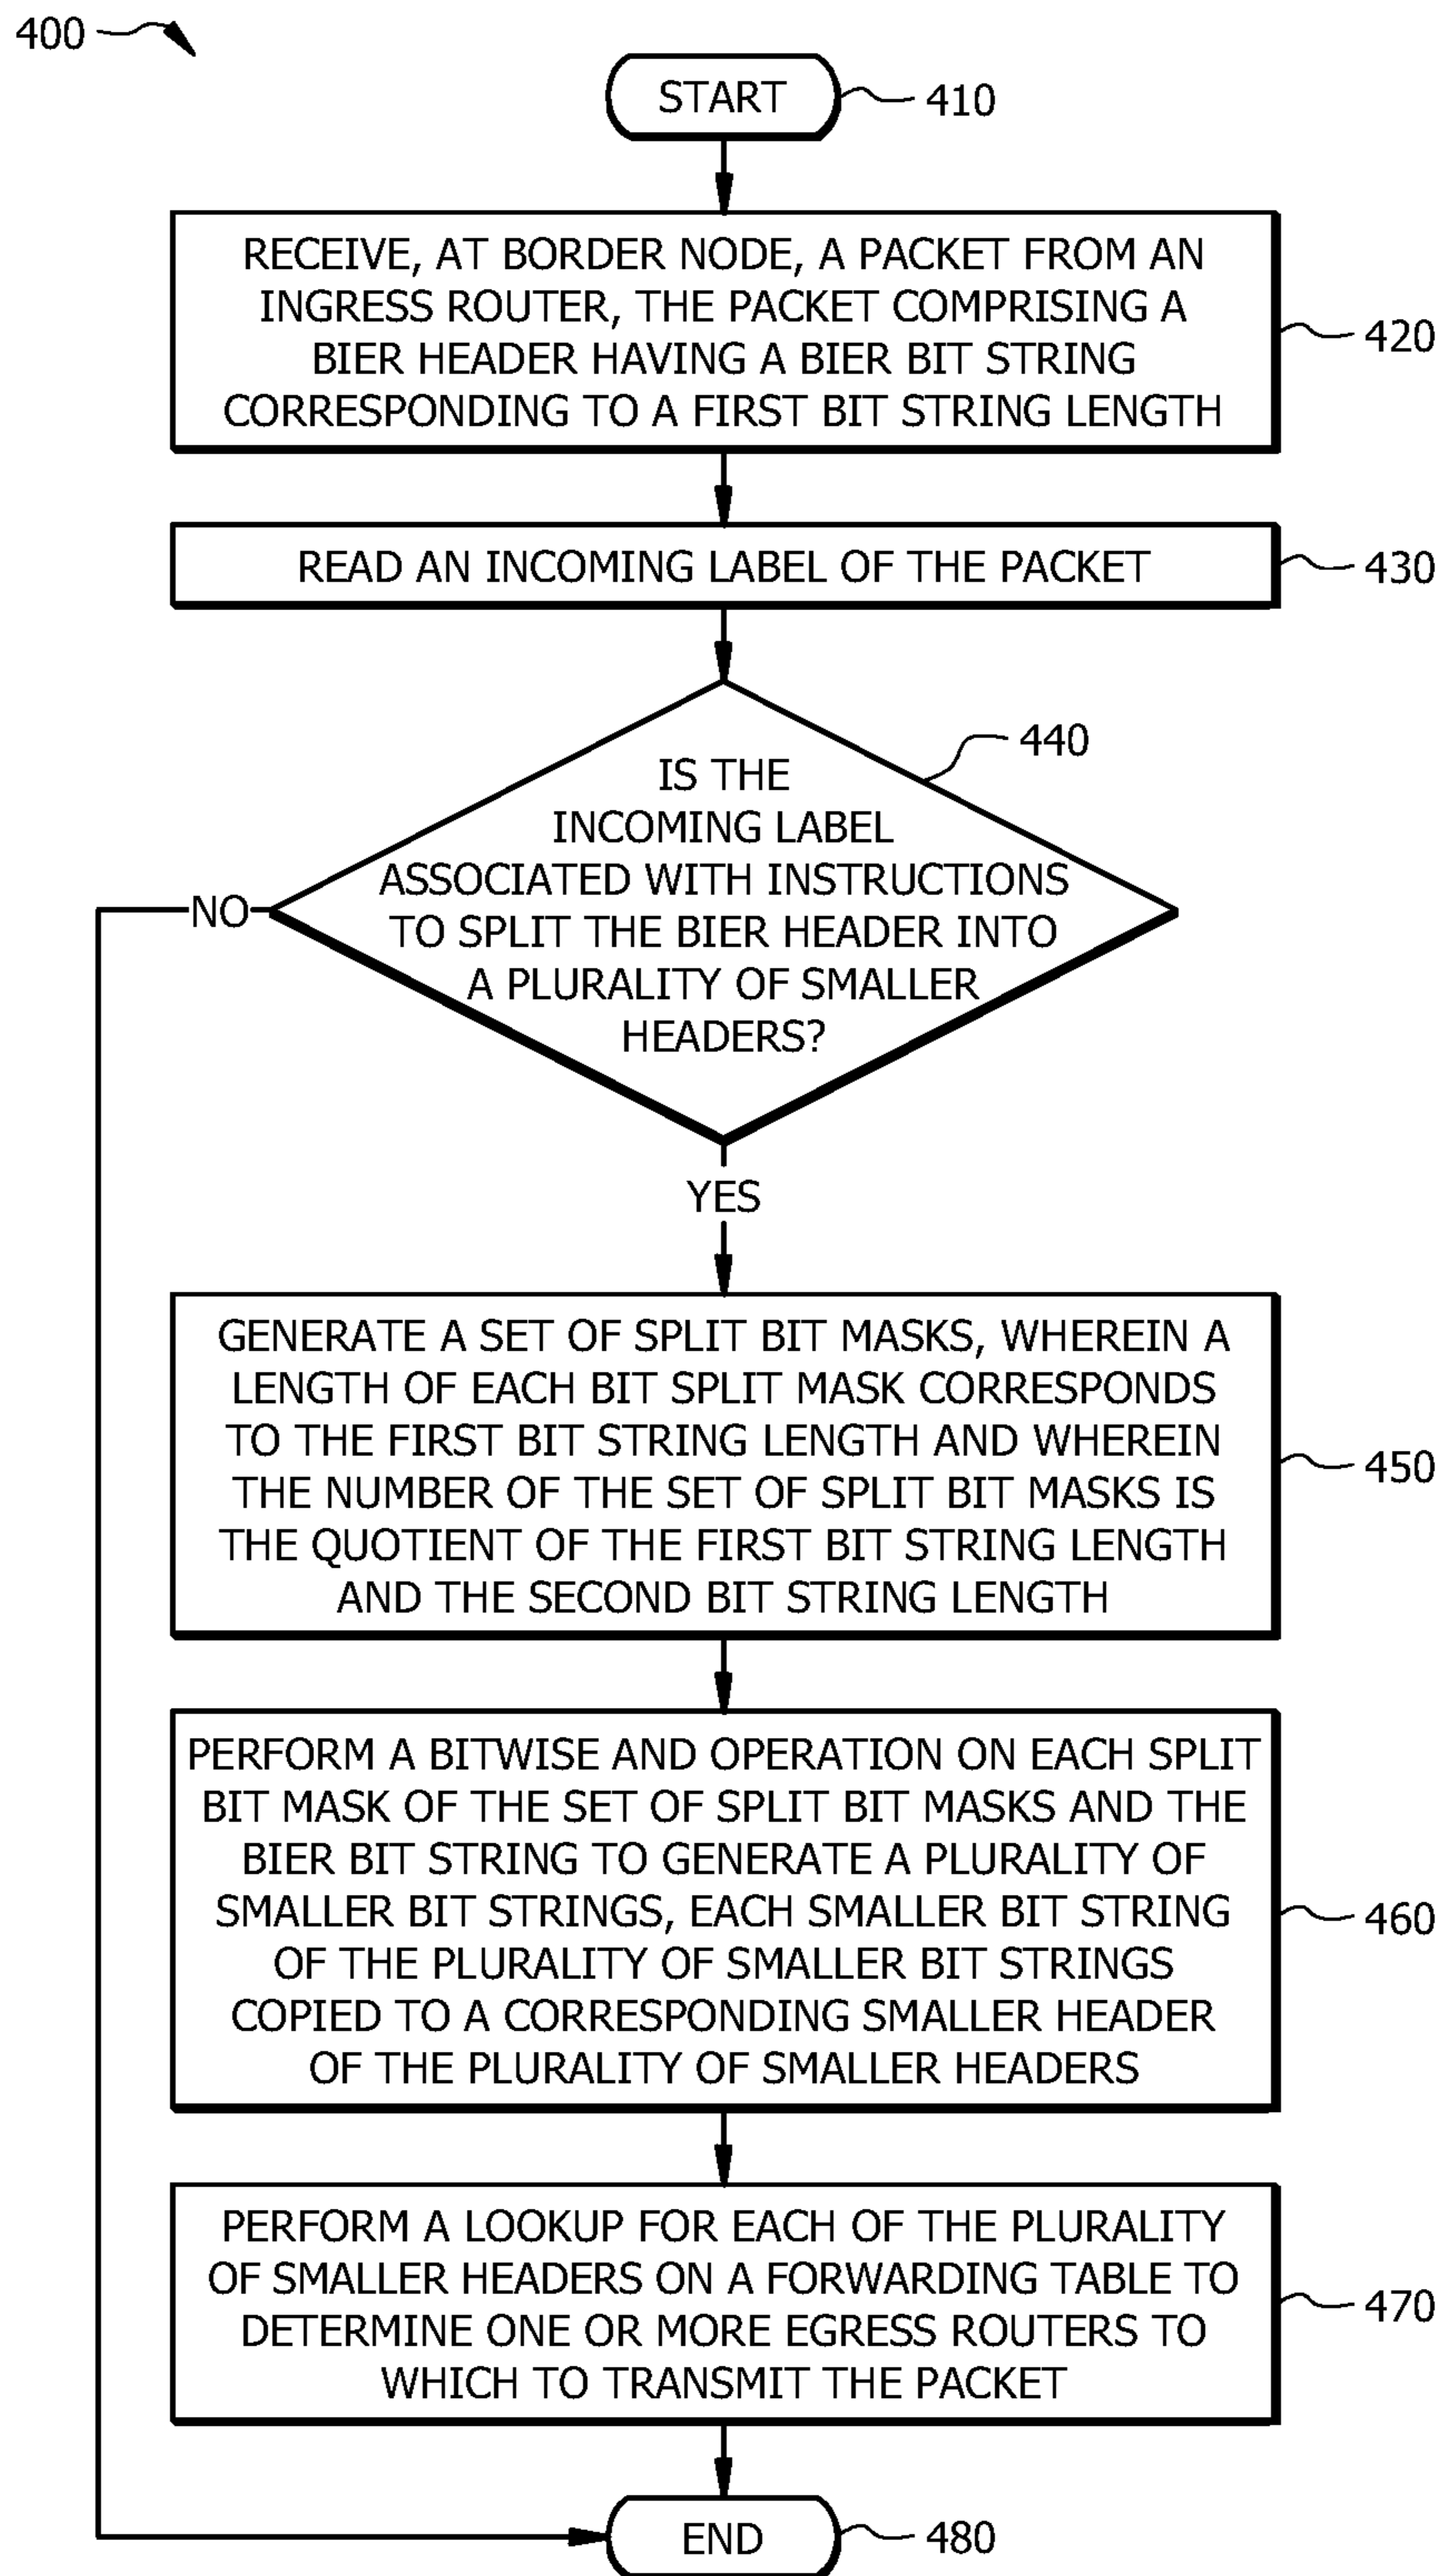 400
START
410
RECEIVE, AT BORDER NODE, A PACKET FROM AN
INGRESS ROUTER, THE PACKET COMPRISING A
BIER HEADER HAVING A BIER BIT STRING
CORRESPONDING TO A FIRST BIT STRING LENGTH
420
READ AN INCOMING LABEL OF THE PACKET
430
440
IS THE
INCOMING LABEL
ASSOCIATED WITH INSTRUCTIONS
TO SPLIT THE BIER HEADER INTO
A PLURALITY OF SMALLER
HEADERS?
NO
YES
GENERATE A SET OF SPLIT BIT MASKS, WHEREIN A
LENGTH OF EACH BIT SPLIT MASK CORRESPONDS
TO THE FIRST BIT STRING LENGTH AND WHEREIN
THE NUMBER OF THE SET OF SPLIT BIT MASKS IS
THE QUOTIENT OF THE FIRST BIT STRING LENGTH
AND THE SECOND BIT STRING LENGTH
450
PERFORM A BITWISE AND OPERATION ON EACH SPLIT
BIT MASK OF THE SET OF SPLIT BIT MASKS AND THE
BIER BIT STRING TO GENERATE A PLURALITY OF
SMALLER BIT STRINGS, EACH SMALLER BIT STRING
OF THE PLURALITY OF SMALLER BIT STRINGS
COPIED TO A CORRESPONDING SMALLER HEADER
OF THE PLURALITY OF SMALLER HEADERS
460
PERFORM A LOOKUP FOR EACH OF THE PLURALITY
OF SMALLER HEADERS ON A FORWARDING TABLE TO
DETERMINE ONE OR MORE EGRESS ROUTERS TO
WHICH TO TRANSMIT THE PACKET
470
END
480